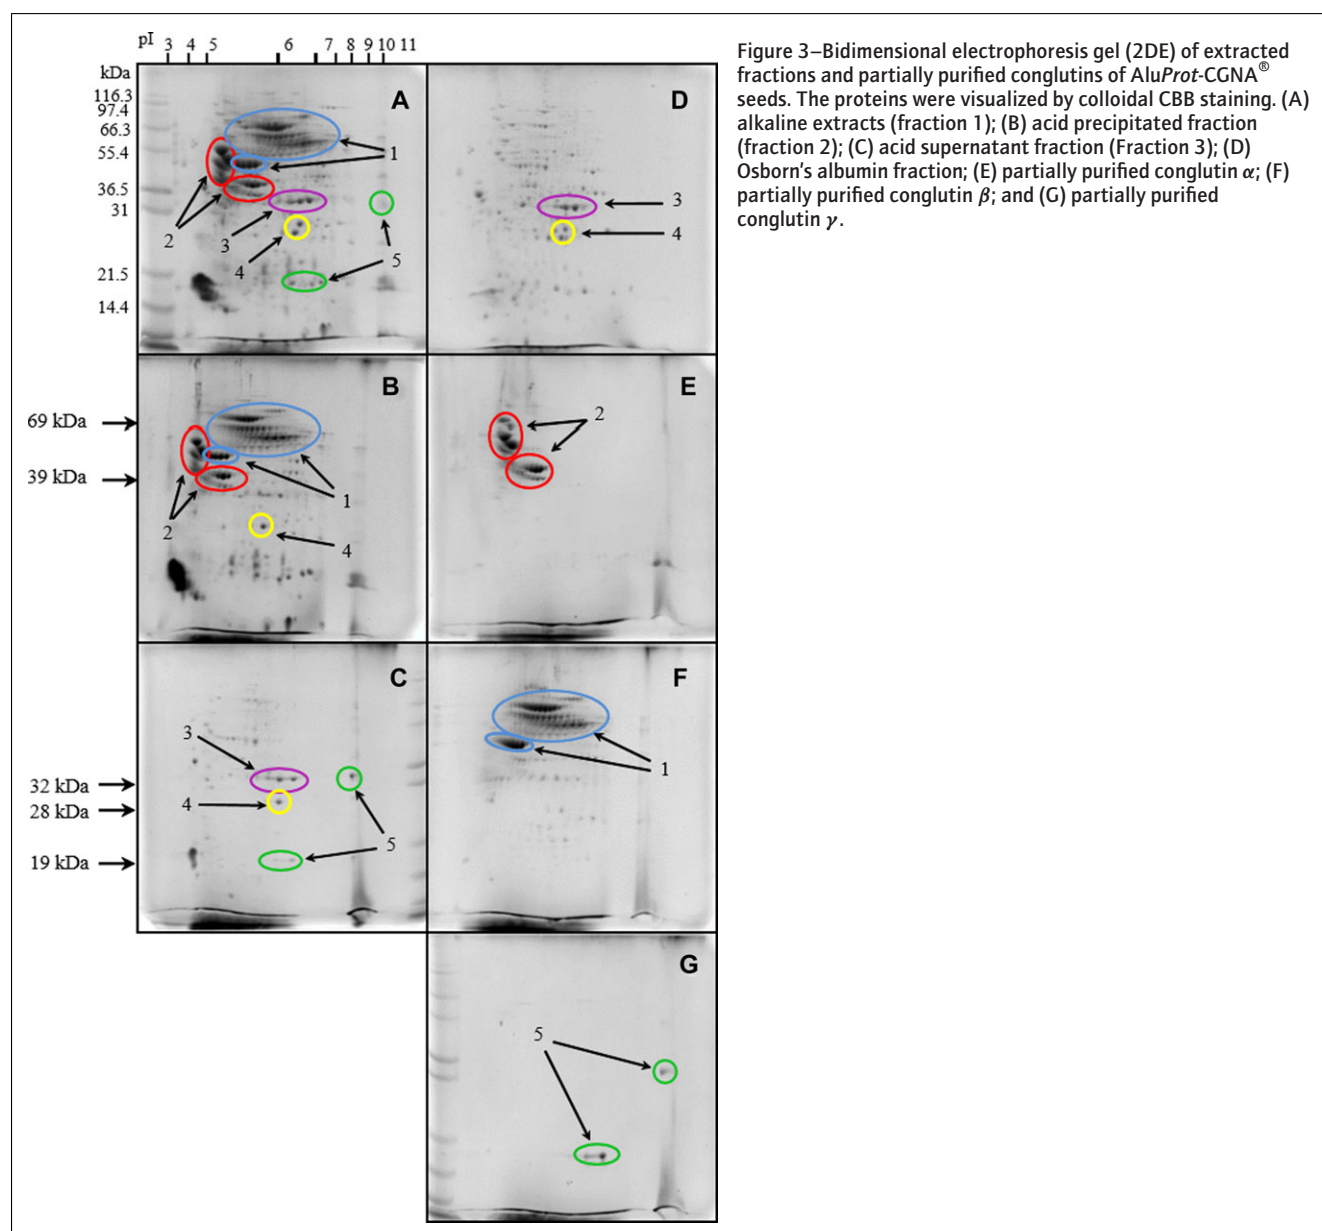 pI 3 4 5 6 7 8 9 10 11
kDa
116.3
97.4
66.3
55.4
36.5
31
21.5
14.4
A
1
2
3
4
5
D
3
4
69 kDa
39 kDa
B
1
2
4
E
2
32 kDa
28 kDa
19 kDa
C
3
4
5
F
1
G
5
Figure 3–Bidimensional electrophoresis gel (2DE) of extracted
fractions and partially purified conglutins of AluProt-CGNA®
seeds. The proteins were visualized by colloidal CBB staining. (A)
alkaline extracts (fraction 1); (B) acid precipitated fraction
(fraction 2); (C) acid supernatant fraction (Fraction 3); (D)
Osborn’s albumin fraction; (E) partially purified conglutin α; (F)
partially purified conglutin β; and (G) partially purified
conglutin γ.